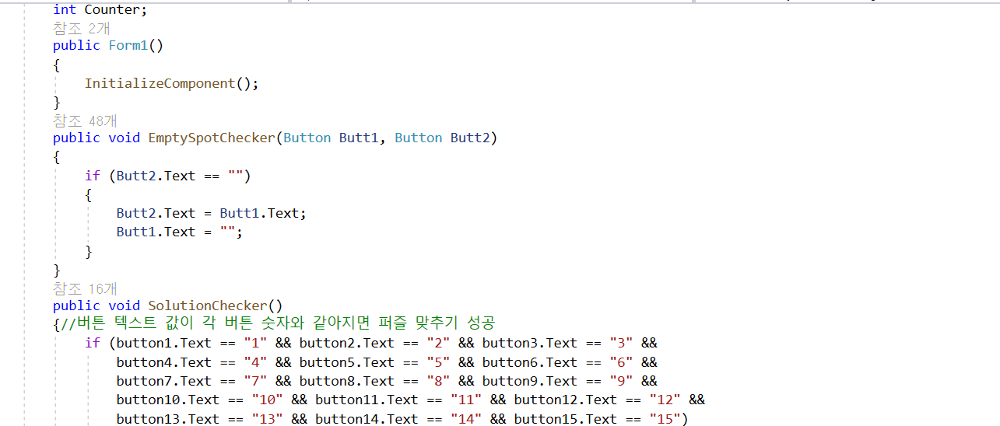 int Counter;
참조 2개
public Form1()
{
InitializeComponent();
}
참조 48개
public void EmptySpotChecker(Button Butt1, Button Butt2)
{
if (Butt2.Text == "")
{
Butt2.Text = Butt1.Text;
Butt1.Text = "";
}
}
참조 16개
public void SolutionChecker()
{//버튼 텍스트 값이 각 버튼 숫자와 같아지면 퍼즐 맞추기 성공
if (button1.Text == "1" && button2.Text == "2" && button3.Text == "3" &&
button4.Text == "4" && button5.Text == "5" && button6.Text == "6" &&
button7.Text == "7" && button8.Text == "8" && button9.Text == "9" &&
button10.Text == "10" && button11.Text == "11" && button12.Text == "12" &&
button13.Text == "13" && button14.Text == "14" && button15.Text == "15")